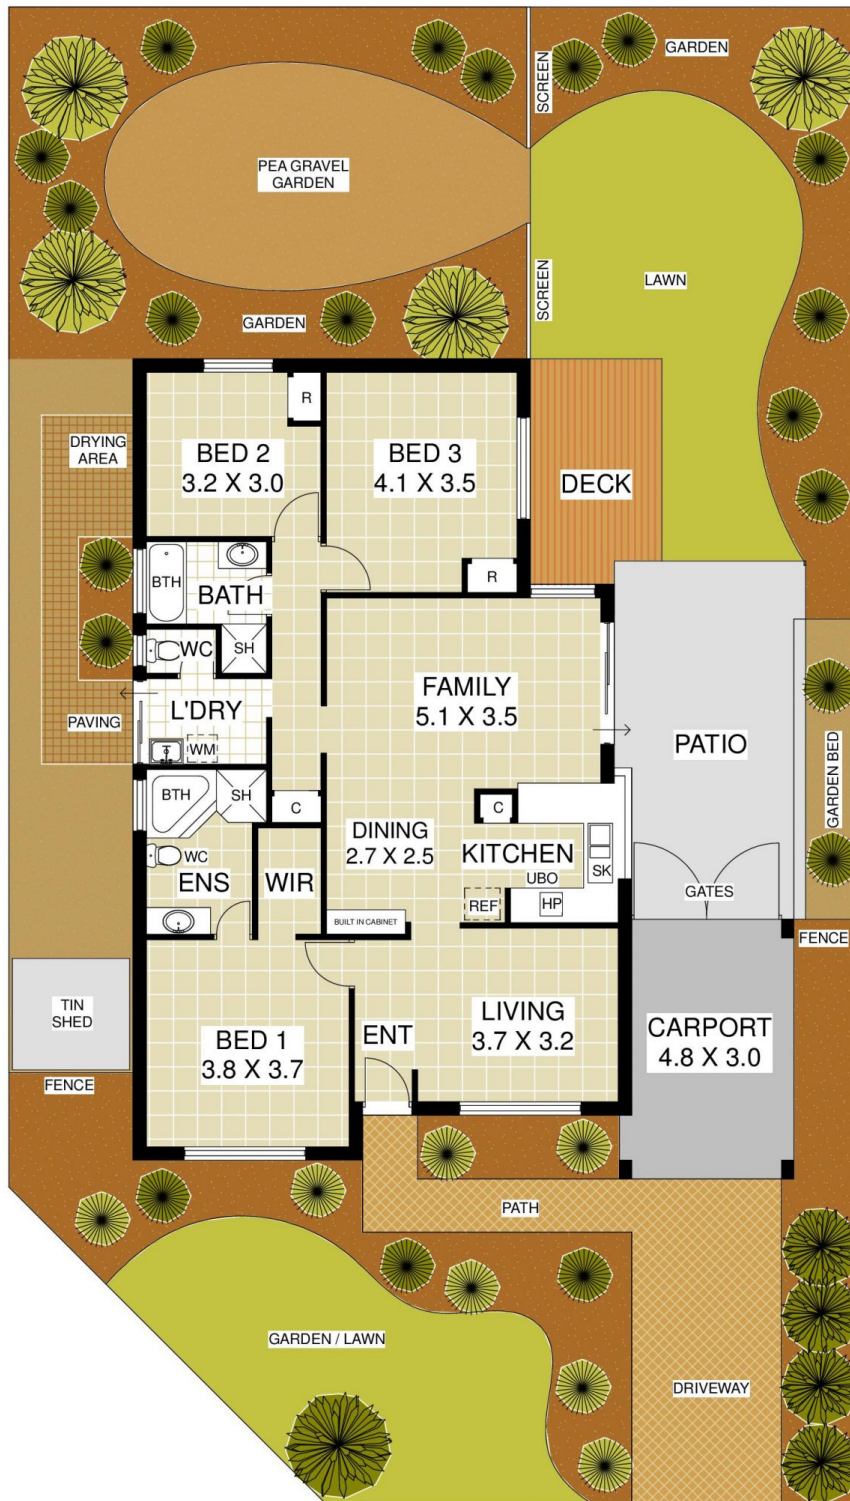 GARDEN
SCREEN
PEA GRAVEL
GARDEN
SCREEN
LAWN
GARDEN
R
DRYING
AREA
BED 2
3.2 X 3.0
BED 3
4.1 X 3.5
DECK
R
BTH
BATH
WC
SH
L'DRY
PAVING
WM
FAMILY
5.1 X 3.5
PATIO
GARDEN BED
BTH
SH
C
C
DINING
2.7 X 2.5
KITCHEN
UBO
SK
WC
ENS
WIR
REF
HP
GATES
BUILT IN CABINET
FENCE
TIN
SHED
BED 1
3.8 X 3.7
ENT
LIVING
3.7 X 3.2
CARPORT
4.8 X 3.0
FENCE
PATH
GARDEN / LAWN
DRIVEWAY